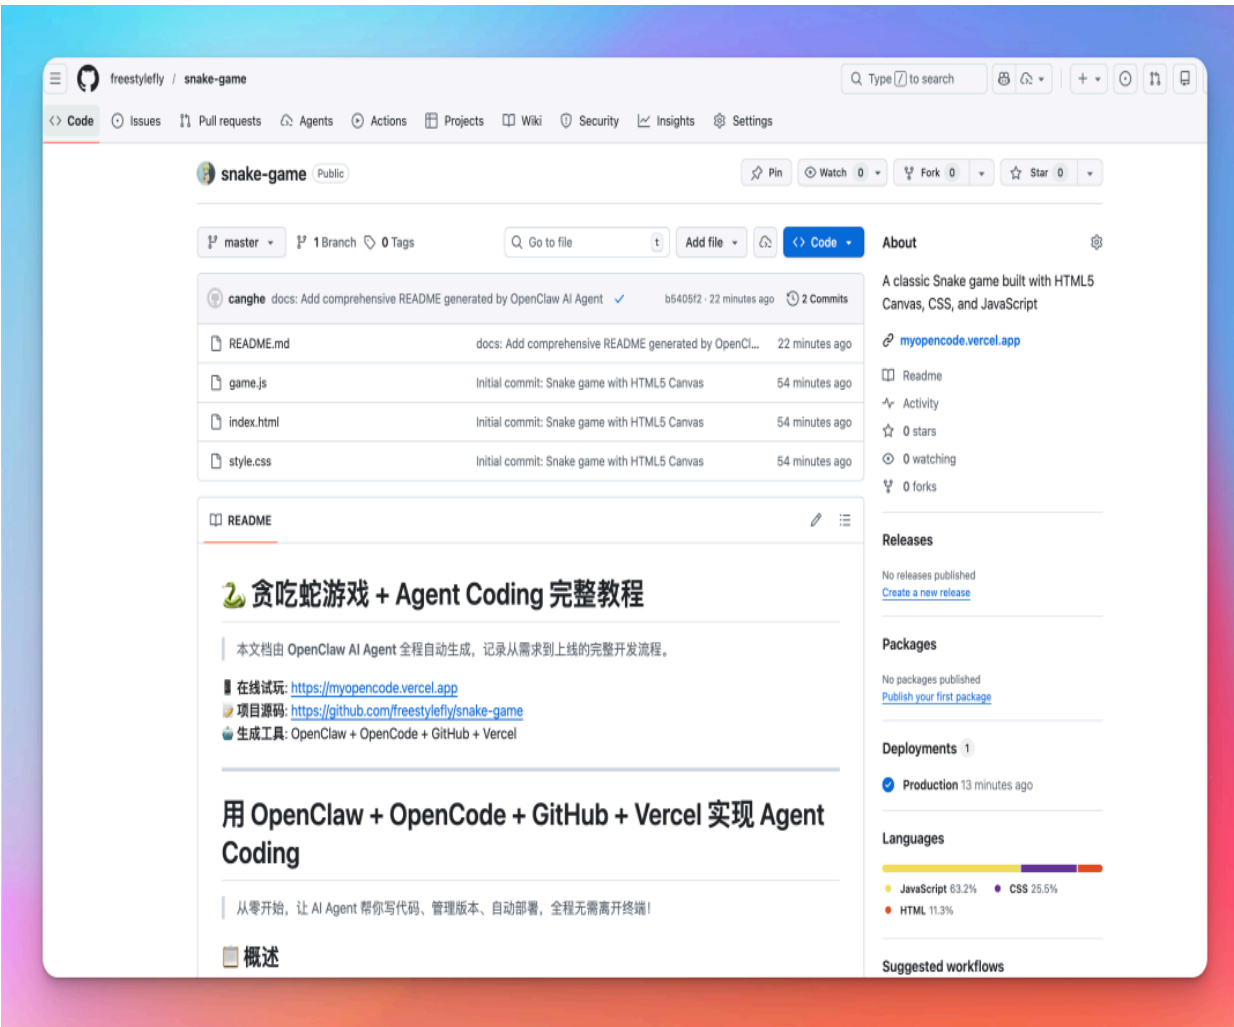 freestylefly / snake-game
Type / to search
Code Issues Pull requests Agents Actions Projects Wiki Security Insights Settings
snake-game Public
Pin Watch 0 Fork 0 Star 0
master 1 Branch 0 Tags
Go to file t Add file Code
canghe docs: Add comprehensive README generated by OpenClaw AI Agent b5405f2 · 22 minutes ago 2 Commits
README.md docs: Add comprehensive README generated by OpenCl... 22 minutes ago
game.js Initial commit: Snake game with HTML5 Canvas 54 minutes ago
index.html Initial commit: Snake game with HTML5 Canvas 54 minutes ago
style.css Initial commit: Snake game with HTML5 Canvas 54 minutes ago
README
🐍 贪吃蛇游戏 + Agent Coding 完整教程
本文档由 OpenClaw AI Agent 全程自动生成，记录从需求到上线的完整开发流程。
📱 在线试玩: https://myopencode.vercel.app
📝 项目源码: https://github.com/freestylefly/snake-game
🤖 生成工具: OpenClaw + OpenCode + GitHub + Vercel
用 OpenClaw + OpenCode + GitHub + Vercel 实现 Agent
Coding
从零开始，让 AI Agent 帮你写代码、管理版本、自动部署，全程无需离开终端！
📋 概述
About
A classic Snake game built with HTML5
Canvas, CSS, and JavaScript
myopencode.vercel.app
Readme
Activity
0 stars
0 watching
0 forks
Releases
No releases published
Create a new release
Packages
No packages published
Publish your first package
Deployments 1
Production 13 minutes ago
Languages
JavaScript 63.2% CSS 25.5%
HTML 11.3%
Suggested workflows